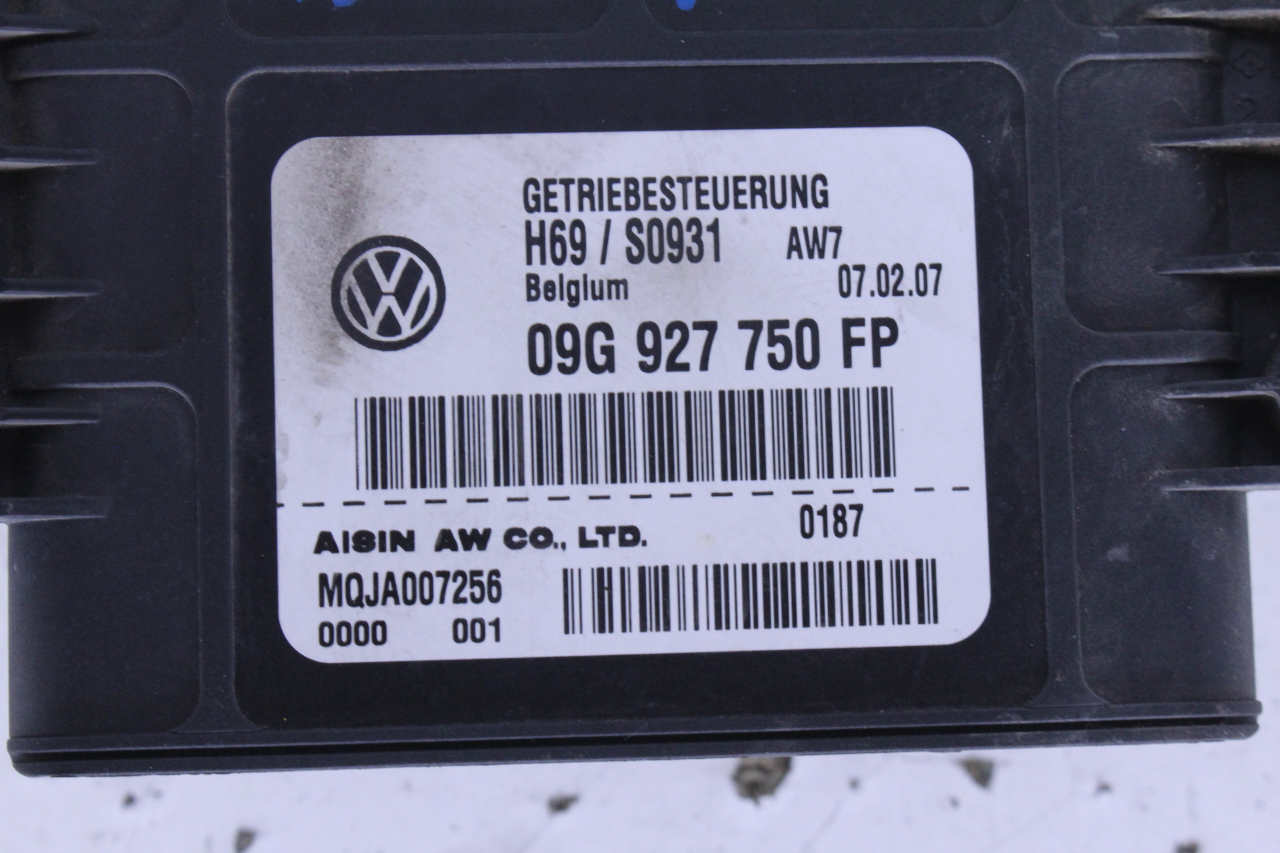 GETRIEBESTEUERUNG
H69 / S0931 AW7
Belgium 07.02.07
09G 927 750 FP
AISIN AW CO., LTD. 0187
MQJA007256
0000 001